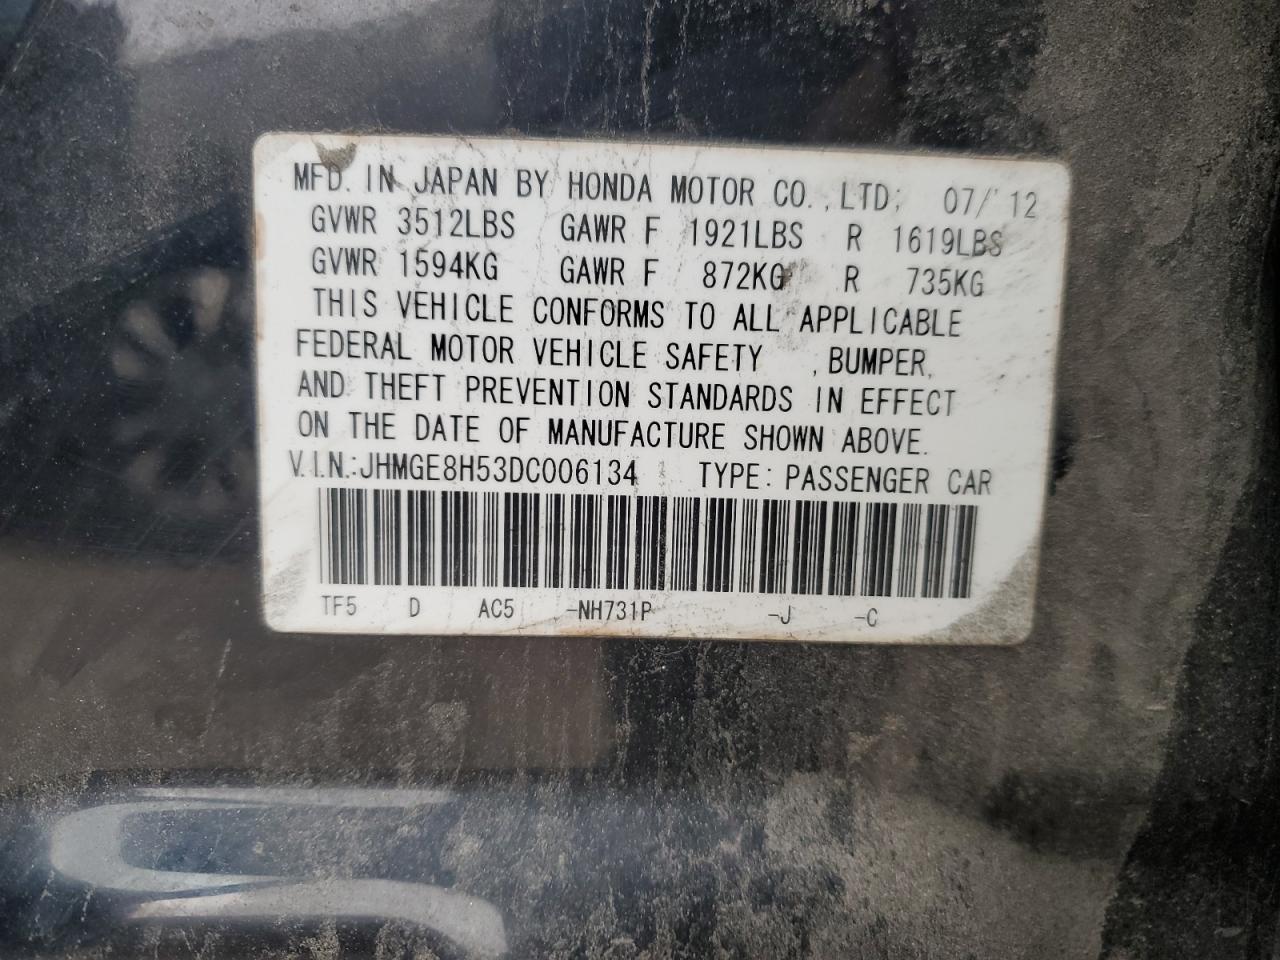 MFD. IN JAPAN BY HONDA MOTOR CO., LTD; 07/ 12
GVWR 3512LBS GAWR F 1921LBS R 1619LBS
GVWR 1594KG GAWR F 872KG R 735KG
THIS VEHICLE CONFORMS TO ALL APPLICABLE
FEDERAL MOTOR VEHICLE SAFETY , BUMPER,
AND THEFT PREVENTION STANDARDS IN EFFECT
ON THE DATE OF MANUFACTURE SHOWN ABOVE.
V.I.N.:JHMGE8H53DC006134 TYPE: PASSENGER CAR
TF5 D AC5 -NH731P -J -C